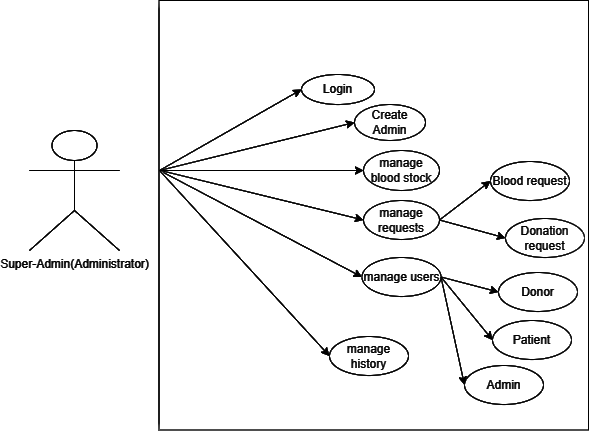 Login
Create
Admin
manage
blood stock
Blood request
manage
requests
Donation
request
Super-Admin(Administrator)
manage users
Donor
Patient
manage
history
Admin